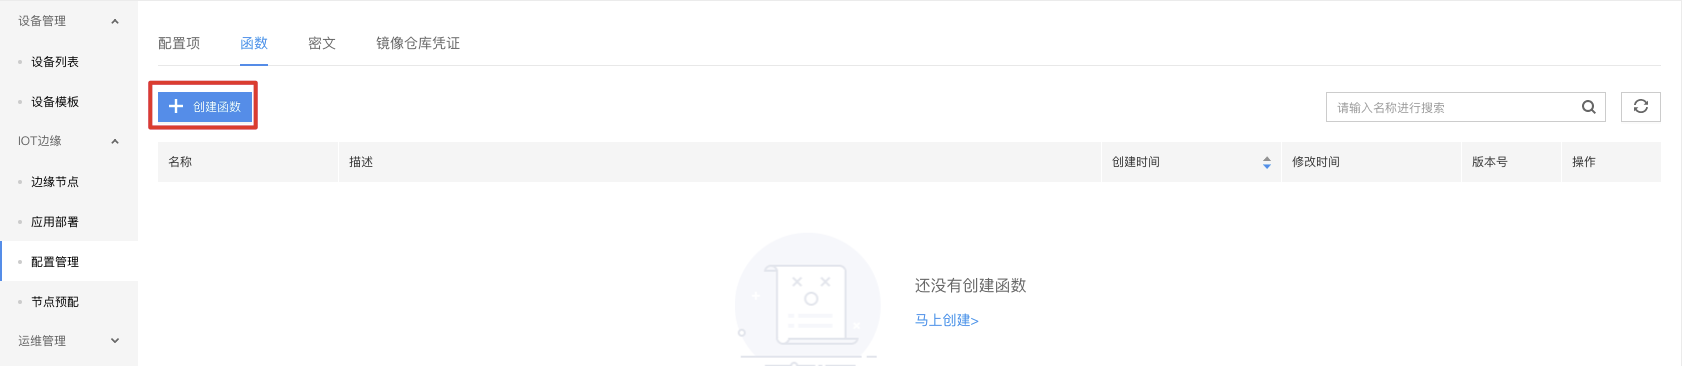 设备管理
设备列表
设备模板
IOT边缘
边缘节点
应用部署
配置管理
节点预配
运维管理
配置项 函数 密文 镜像仓库凭证
创建函数
请输入名称进行搜索
名称 描述 创建时间 修改时间 版本号 操作
还没有创建函数
马上创建>